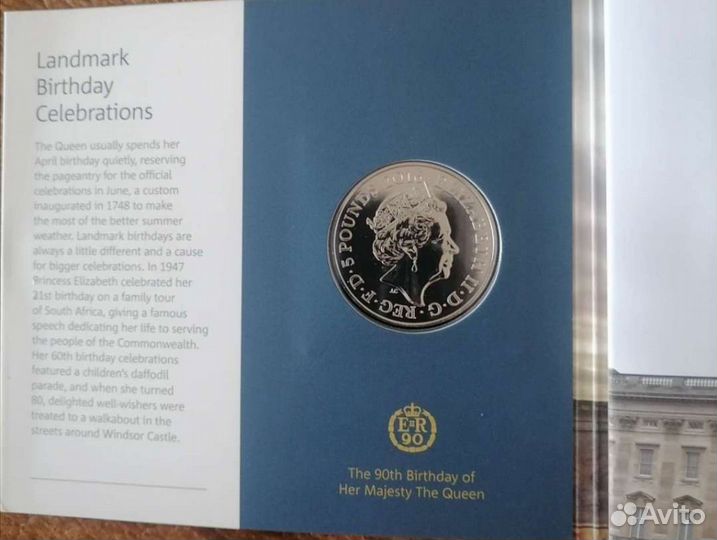 Landmark
Birthday
Celebrations
The Queen usually spends her
April birthday quietly, reserving
the pageantry for the official
celebrations in June, a custom
inaugurated in 1748 to make
the most of the better summer
weather. Landmark birthdays are
always a little different and a cause
for bigger celebrations. In 1947
Princess Elizabeth celebrated her
21st birthday on a family tour
of South Africa, giving a famous
speech dedicating her life to serving
the people of the Commonwealth.
Her 60th birthday celebrations
featured a children's daffodil
parade, and when she turned
80, delighted well-wishers were
treated to a walkabout in the
streets around Windsor Castle.
ELIZABETH II · D · G · REG · F · D · 5 POUNDS · 2016
JC
EIIR
90
The 90th Birthday of
Her Majesty The Queen
Avito